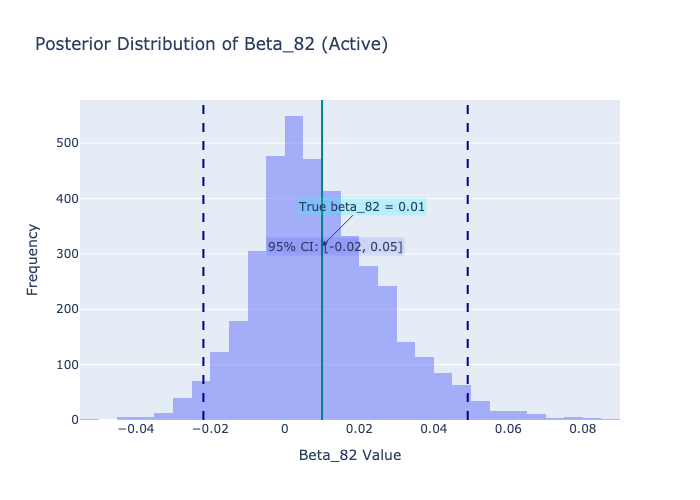 Posterior Distribution of Beta_82 (Active)
Frequency
500
400
300
200
100
0
True beta_82 = 0.01
95% CI: [-0.02, 0.05]
−0.04
−0.02
0
0.02
0.04
0.06
0.08
Beta_82 Value